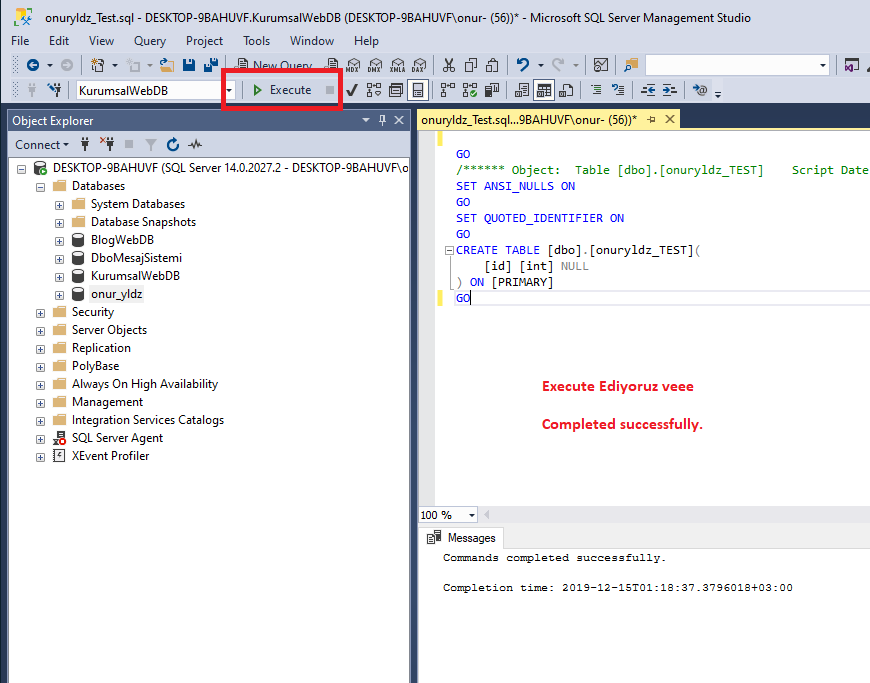 onuryldz_Test.sql - DESKTOP-9BAHUVF.KurumsalWebDB (DESKTOP-9BAHUVF\onur- (56))* - Microsoft SQL Server Management Studio
File Edit View Query Project Tools Window Help
New Query MDX DMX XMLA DAX
KurumsalWebDB Execute
Object Explorer
Connect
DESKTOP-9BAHUVF (SQL Server 14.0.2027.2 - DESKTOP-9BAHUVF\o
Databases
System Databases
Database Snapshots
BlogWebDB
DboMesajSistemi
KurumsalWebDB
onur_yldz
Security
Server Objects
Replication
PolyBase
Always On High Availability
Management
Integration Services Catalogs
SQL Server Agent
XEvent Profiler
onuryldz_Test.sql...9BAHUVF\onur- (56))*
GO
/****** Object:  Table [dbo].[onuryldz_TEST]    Script Date
SET ANSI_NULLS ON
GO
SET QUOTED_IDENTIFIER ON
GO
CREATE TABLE [dbo].[onuryldz_TEST](
[id] [int] NULL
) ON [PRIMARY]
GO
Execute Ediyoruz veee
Completed successfully.
100 %
Messages
Commands completed successfully.
Completion time: 2019-12-15T01:18:37.3796018+03:00